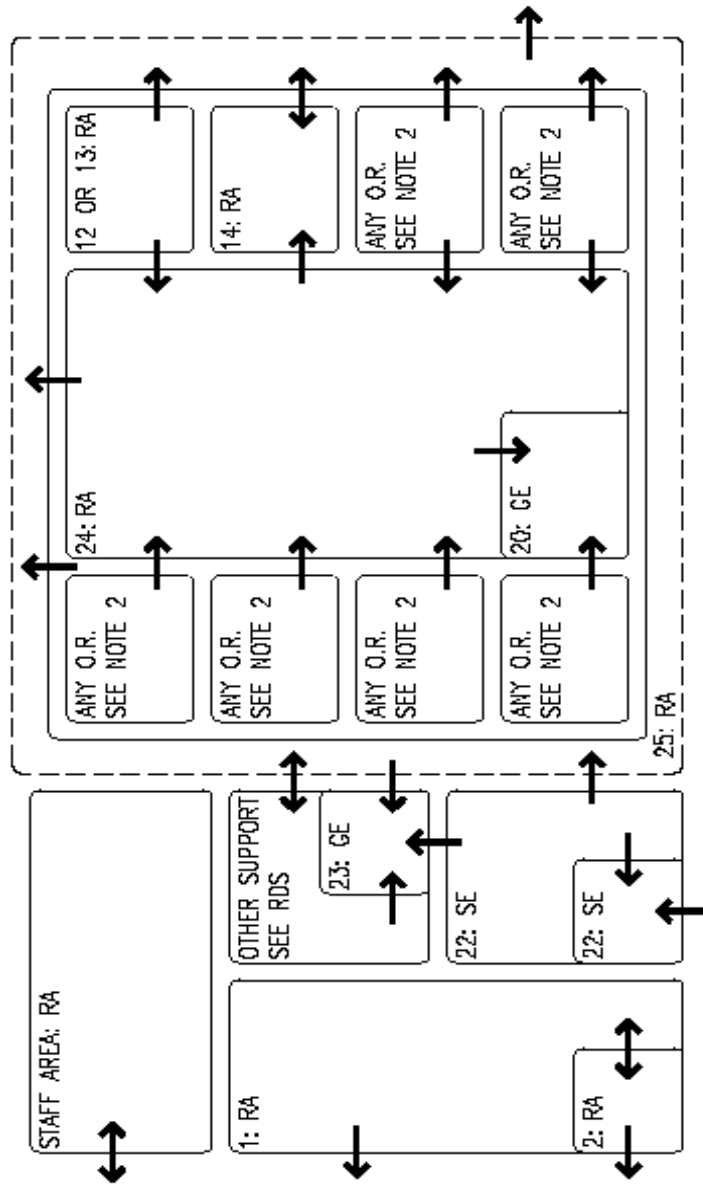 STAFF AREA: RA
1: RA
2: RA
OTHER SUPPORT
SEE RDS
23: GE
22: SE
22: SE
25: RA
ANY O.R.
SEE NOTE 2
ANY O.R.
SEE NOTE 2
ANY O.R.
SEE NOTE 2
ANY O.R.
SEE NOTE 2
24: RA
20: GE
12 OR 13: RA
14: RA
ANY O.R.
SEE NOTE 2
ANY O.R.
SEE NOTE 2